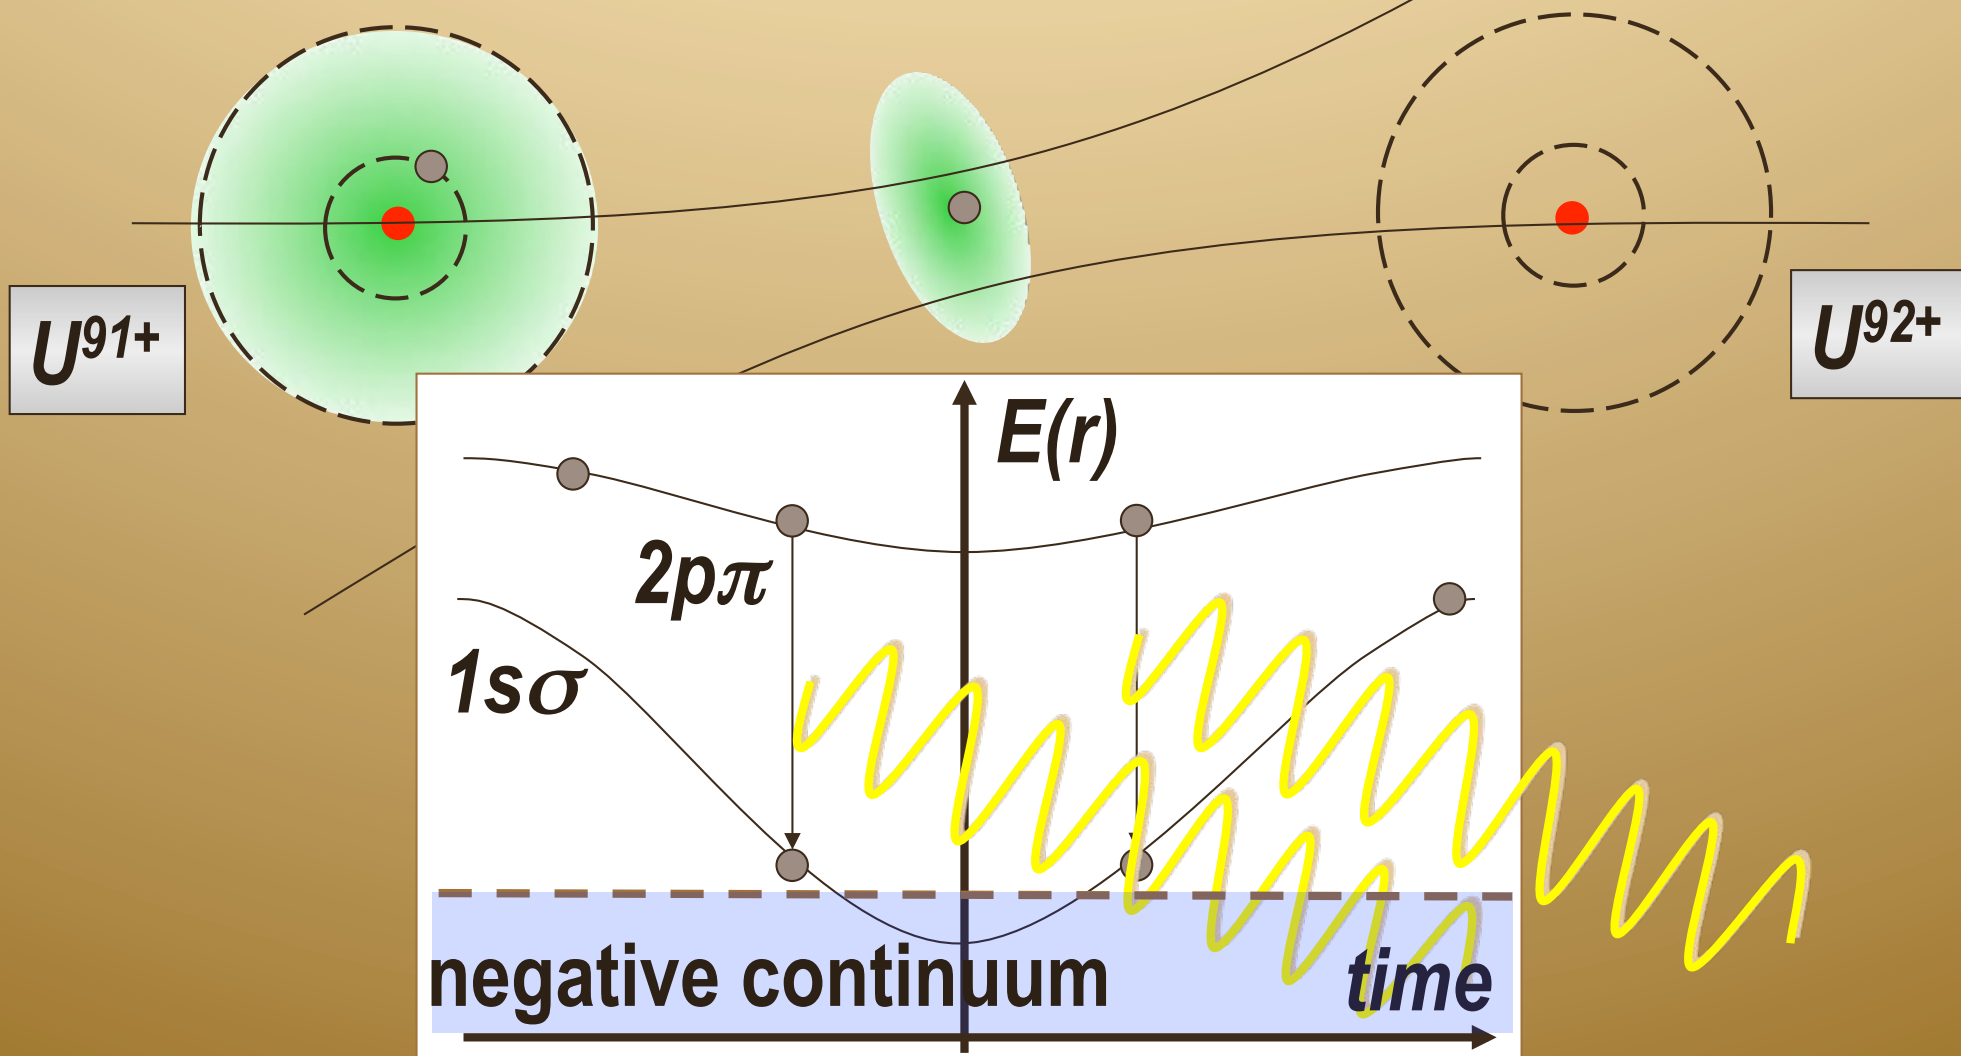 U91+
U92+
E(r)
2pπ
1sσ
negative continuum
time